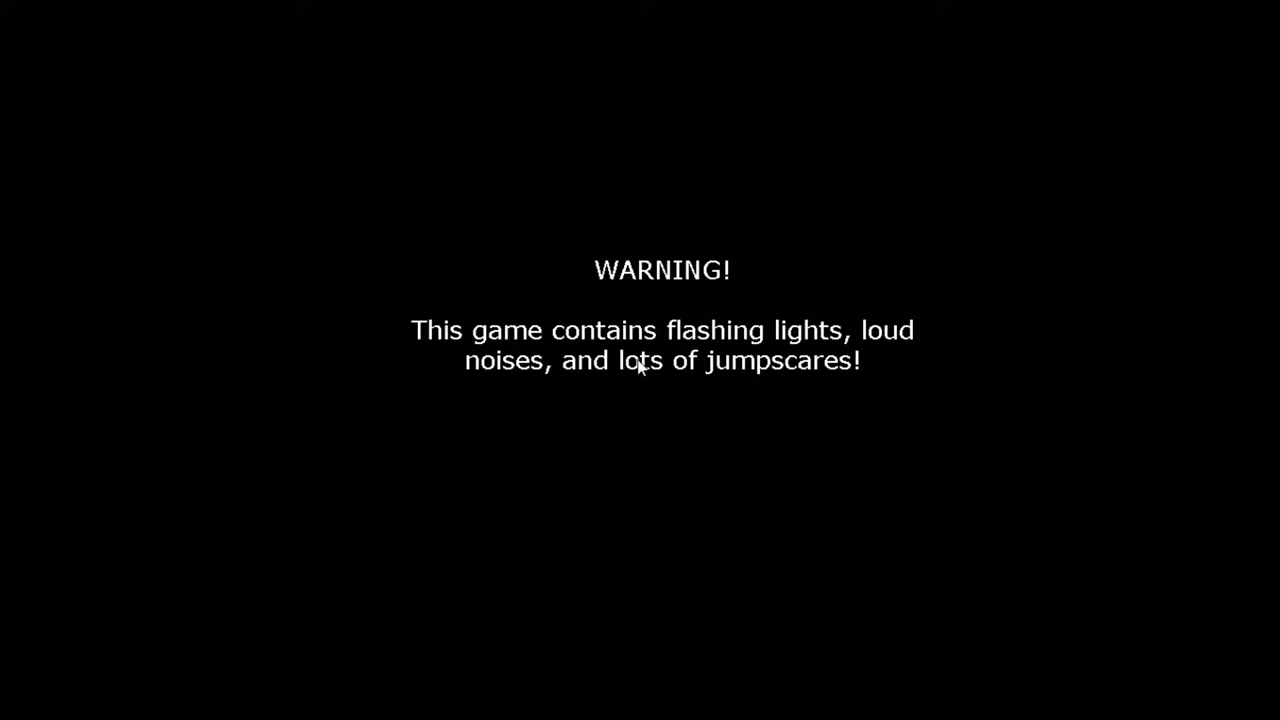 WARNING!
This game contains flashing lights, loud
noises, and lots of jumpscares!